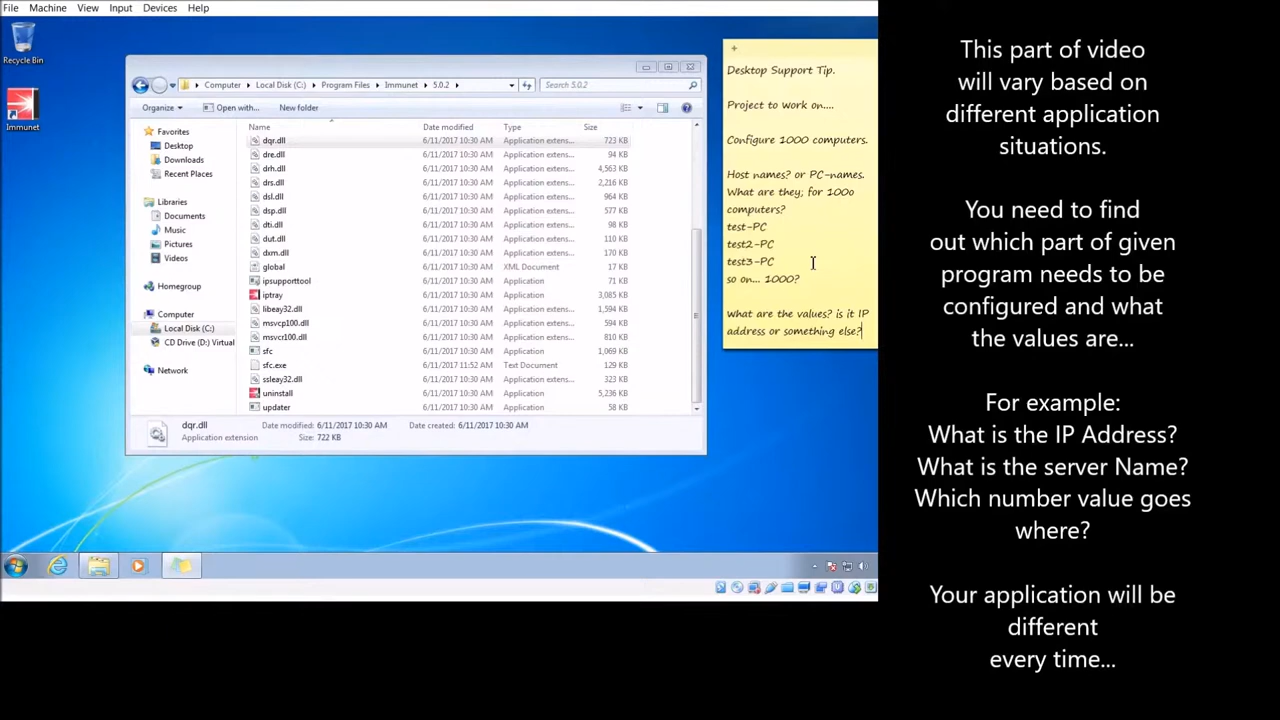 File Machine View Input Devices Help
Recycle Bin
Immunet
Computer Local Disk (C:) Program Files Immunet 5.0.2
Search 5.0.2
Organize Open with... New folder
Favorites
Desktop
Downloads
Recent Places
Libraries
Documents
Music
Pictures
Videos
Homegroup
Computer
Local Disk (C:)
CD Drive (D:) Virtual
Network
Name Date modified Type Size
dqr.dll 6/11/2017 10:30 AM Application extens... 723 KB
dre.dll 6/11/2017 10:30 AM Application extens... 94 KB
drh.dll 6/11/2017 10:30 AM Application extens... 4,563 KB
drs.dll 6/11/2017 10:30 AM Application extens... 2,216 KB
dsl.dll 6/11/2017 10:30 AM Application extens... 964 KB
dsp.dll 6/11/2017 10:30 AM Application extens... 577 KB
dti.dll 6/11/2017 10:30 AM Application extens... 98 KB
dut.dll 6/11/2017 10:30 AM Application extens... 110 KB
dxm.dll 6/11/2017 10:30 AM Application extens... 170 KB
global 6/11/2017 10:30 AM XML Document 17 KB
ipsupporttool 6/11/2017 10:30 AM Application 71 KB
iptray 6/11/2017 10:30 AM Application 3,085 KB
libeay32.dll 6/11/2017 10:30 AM Application extens... 1,594 KB
msvcp100.dll 6/11/2017 10:30 AM Application extens... 594 KB
msvcr100.dll 6/11/2017 10:30 AM Application extens... 810 KB
sfc 6/11/2017 10:30 AM Application 1,069 KB
sfc.exe 6/11/2017 11:52 AM Text Document 129 KB
ssleay32.dll 6/11/2017 10:30 AM Application extens... 323 KB
uninstall 6/11/2017 10:30 AM Application 5,236 KB
updater 6/11/2017 10:30 AM Application 58 KB
dqr.dll Date modified: 6/11/2017 10:30 AM Date created: 6/11/2017 10:30 AM
Application extension Size: 722 KB
+
Desktop Support Tip.
Project to work on....
Configure 1000 computers.
Host names? or PC-names.
What are they; for 100o
computers?
test-PC
test2-PC
test3-PC
so on... 1000?
What are the values? is it IP
address or something else?
This part of video
will vary based on
different application
situations.
You need to find
out which part of given
program needs to be
configured and what
the values are...
For example:
What is the IP Address?
What is the server Name?
Which number value goes
where?
Your application will be
different
every time...